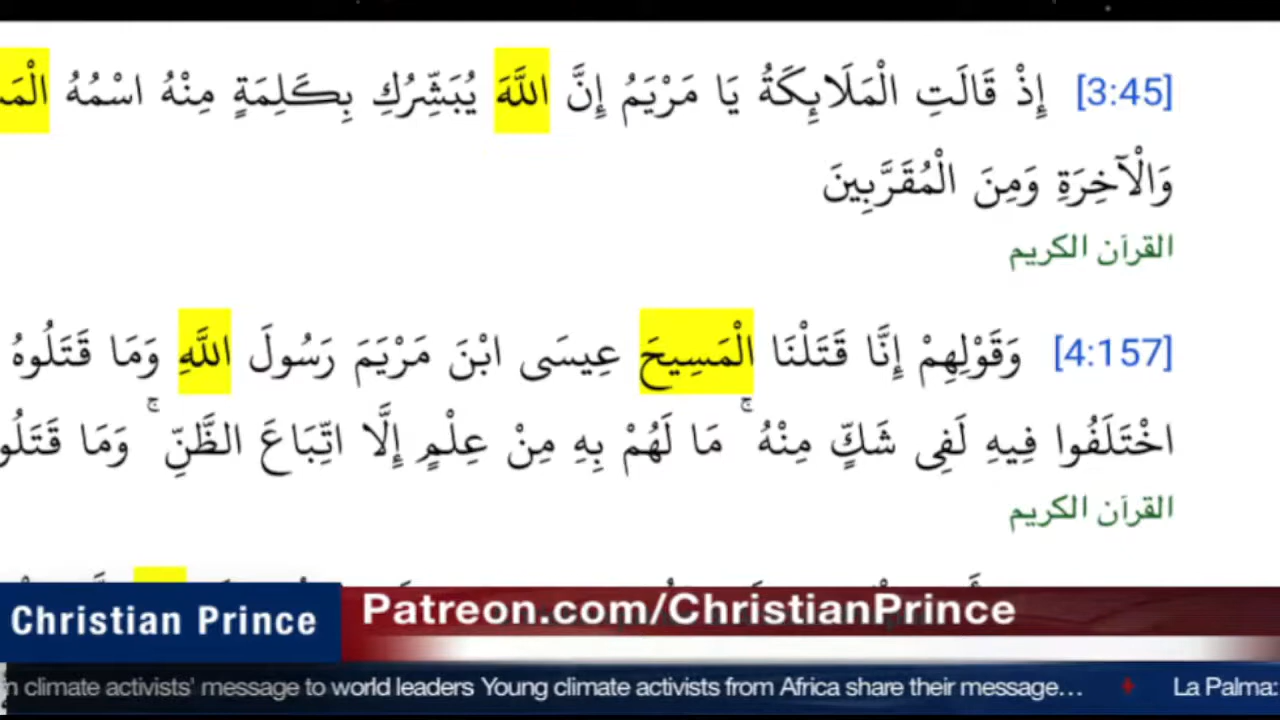 [3:45] إِذْ قَالَتِ الْمَلَائِكَةُ يَا مَرْيَمُ إِنَّ اللَّهَ يُبَشِّرُكِ بِكَلِمَةٍ مِنْهُ اسْمُهُ
وَالْآخِرَةِ وَمِنَ الْمُقَرَّبِينَ
القرآن الكريم
[4:157] وَقَوْلِهِمْ إِنَّا قَتَلْنَا الْمَسِيحَ عِيسَى ابْنَ مَرْيَمَ رَسُولَ اللَّهِ وَمَا قَتَلُوهُ
اخْتَلَفُوا فِيهِ لَفِي شَكٍّ مِنْهُ ۚ مَا لَهُمْ بِهِ مِنْ عِلْمٍ إِلَّا اتِّبَاعَ الظَّنِّ ۚ وَمَا
القرآن الكريم
Christian Prince
Patreon.com/ChristianPrince
climate activists' message to world leaders Young climate activists from Africa share their message... La Palma: